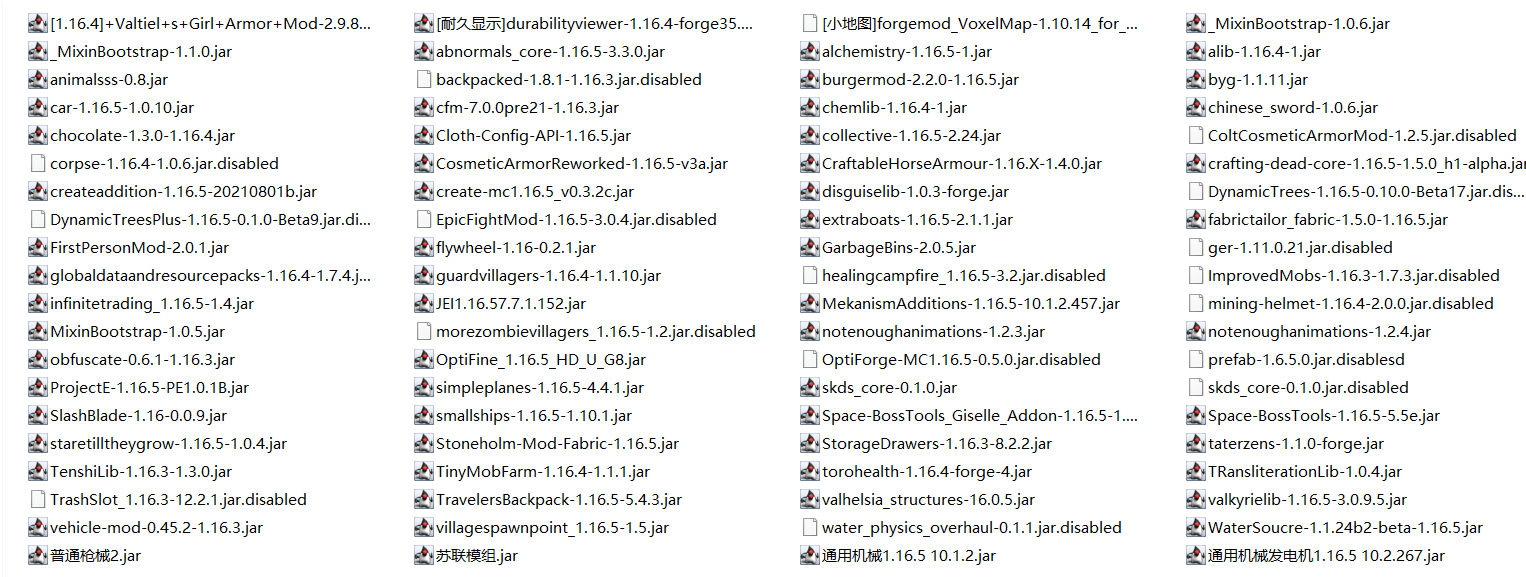 [1.16.4]+Valtiel+s+Girl+Armor+Mod-2.9.8...
[耐久显示]durabilityviewer-1.16.4-forge35....
[小地图]forgemod_VoxelMap-1.10.14_for_...
_MixinBootstrap-1.0.6.jar
_MixinBootstrap-1.1.0.jar
abnormals_core-1.16.5-3.3.0.jar
alchemistry-1.16.5-1.jar
alib-1.16.4-1.jar
animalsss-0.8.jar
backpacked-1.8.1-1.16.3.jar.disabled
burgermod-2.2.0-1.16.5.jar
byg-1.1.11.jar
car-1.16.5-1.0.10.jar
cfm-7.0.0pre21-1.16.3.jar
chemlib-1.16.4-1.jar
chinese_sword-1.0.6.jar
chocolate-1.3.0-1.16.4.jar
Cloth-Config-API-1.16.5.jar
collective-1.16.5-2.24.jar
ColtCosmeticArmorMod-1.2.5.jar.disabled
corpse-1.16.4-1.0.6.jar.disabled
CosmeticArmorReworked-1.16.5-v3a.jar
CraftableHorseArmour-1.16.X-1.4.0.jar
crafting-dead-core-1.16.5-1.5.0_h1-alpha.jar
createaddition-1.16.5-20210801b.jar
create-mc1.16.5_v0.3.2c.jar
disguiselib-1.0.3-forge.jar
DynamicTrees-1.16.5-0.10.0-Beta17.jar.dis...
DynamicTreesPlus-1.16.5-0.1.0-Beta9.jar.di...
EpicFightMod-1.16.5-3.0.4.jar.disabled
extraboats-1.16.5-2.1.1.jar
fabrictailor_fabric-1.5.0-1.16.5.jar
FirstPersonMod-2.0.1.jar
flywheel-1.16-0.2.1.jar
GarbageBins-2.0.5.jar
ger-1.11.0.21.jar.disabled
globaldataandresourcepacks-1.16.4-1.7.4.j...
guardvillagers-1.16.4-1.1.10.jar
healingcampfire_1.16.5-3.2.jar.disabled
ImprovedMobs-1.16.3-1.7.3.jar.disabled
infinitetrading_1.16.5-1.4.jar
JEI1.16.57.7.1.152.jar
MekanismAdditions-1.16.5-10.1.2.457.jar
mining-helmet-1.16.4-2.0.0.jar.disabled
MixinBootstrap-1.0.5.jar
morezombievillagers_1.16.5-1.2.jar.disabled
notenoughanimations-1.2.3.jar
notenoughanimations-1.2.4.jar
obfuscate-0.6.1-1.16.3.jar
OptiFine_1.16.5_HD_U_G8.jar
OptiForge-MC1.16.5-0.5.0.jar.disabled
prefab-1.6.5.0.jar.disablesd
ProjectE-1.16.5-PE1.0.1B.jar
simpleplanes-1.16.5-4.4.1.jar
skds_core-0.1.0.jar
skds_core-0.1.0.jar.disabled
SlashBlade-1.16-0.0.9.jar
smallships-1.16.5-1.10.1.jar
Space-BossTools_Giselle_Addon-1.16.5-1....
Space-BossTools-1.16.5-5.5e.jar
staretilltheygrow-1.16.5-1.0.4.jar
Stoneholm-Mod-Fabric-1.16.5.jar
StorageDrawers-1.16.3-8.2.2.jar
taterzens-1.1.0-forge.jar
TenshiLib-1.16.3-1.3.0.jar
TinyMobFarm-1.16.4-1.1.1.jar
torohealth-1.16.4-forge-4.jar
TRansliterationLib-1.0.4.jar
TrashSlot_1.16.3-12.2.1.jar.disabled
TravelersBackpack-1.16.5-5.4.3.jar
valhelsia_structures-16.0.5.jar
valkyrielib-1.16.5-3.0.9.5.jar
vehicle-mod-0.45.2-1.16.3.jar
villagespawnpoint_1.16.5-1.5.jar
water_physics_overhaul-0.1.1.jar.disabled
WaterSoucre-1.1.24b2-beta-1.16.5.jar
普通枪械2.jar
苏联模组.jar
通用机械1.16.5 10.1.2.jar
通用机械发电机1.16.5 10.2.267.jar